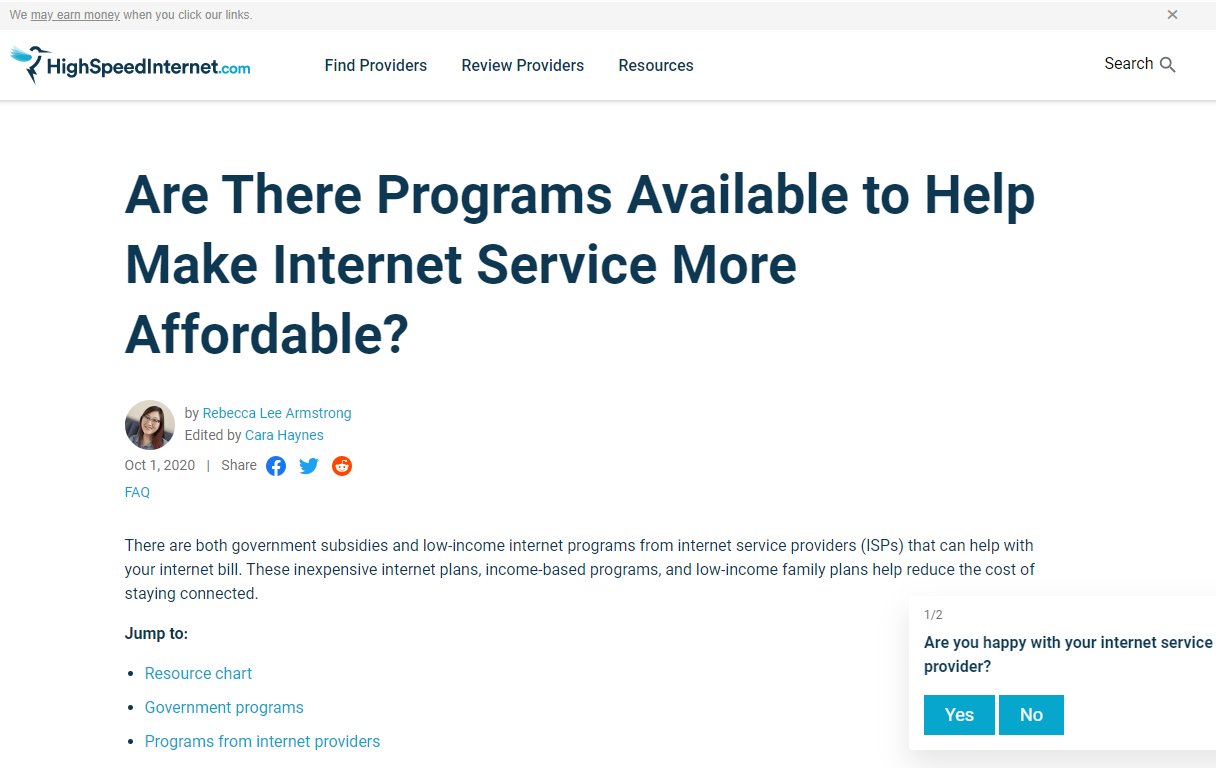 We may earn money when you click our links.
HighSpeedInternet.com
Find Providers
Review Providers
Resources
Search
Are There Programs Available to Help
Make Internet Service More
Affordable?
by Rebecca Lee Armstrong
Edited by Cara Haynes
Oct 1, 2020 | Share
FAQ
There are both government subsidies and low-income internet programs from internet service providers (ISPs) that can help with
your internet bill. These inexpensive internet plans, income-based programs, and low-income family plans help reduce the cost of
staying connected.
Jump to:
Resource chart
Government programs
Programs from internet providers
1/2
Are you happy with your internet service
provider?
Yes
No